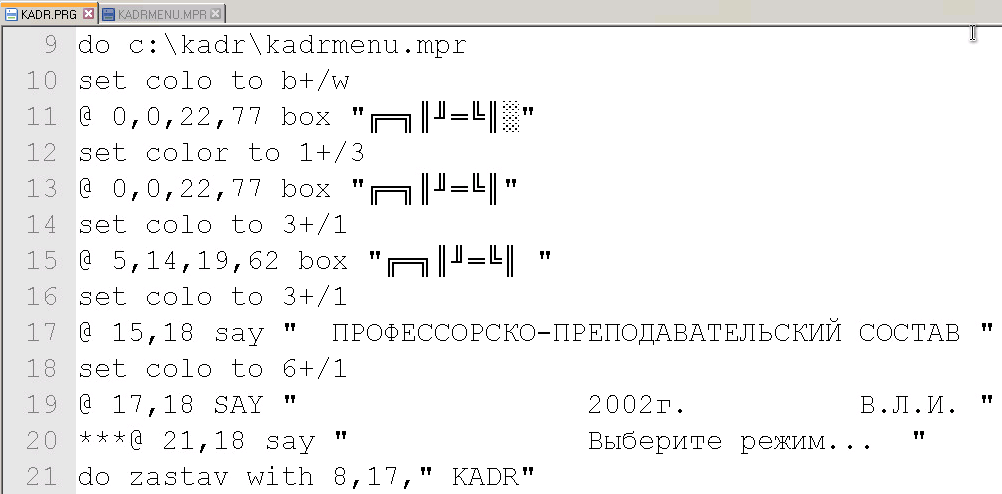 KADR.PRG KADRMENU.MPR
9 do c:\kadr\kadrmenu.mpr
10 set colo to b+/w
11 @ 0,0,22,77 box "╔═╗║╝═╚║░"
12 set color to 1+/3
13 @ 0,0,22,77 box "╔═╗║╝═╚║"
14 set colo to 3+/1
15 @ 5,14,19,62 box "╔═╗║╝═╚║ "
16 set colo to 3+/1
17 @ 15,18 say "  ПРОФЕССОРСКО-ПРЕПОДАВАТЕЛЬСКИЙ СОСТАВ "
18 set colo to 6+/1
19 @ 17,18 SAY "                 2002г.          В.Л.И. "
20 ***@ 21,18 say "              Выберите режим...  "
21 do zastav with 8,17," KADR"